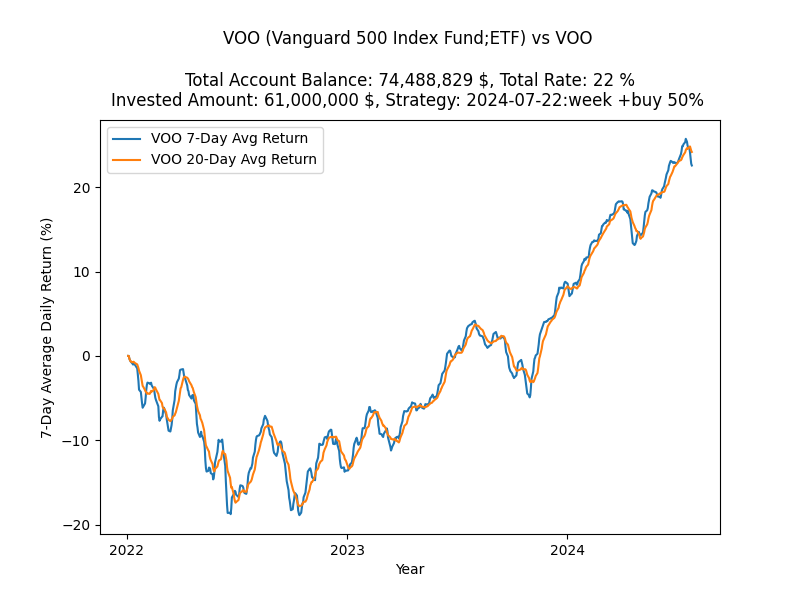 VOO (Vanguard 500 Index Fund;ETF) vs VOO
Total Account Balance: 74,488,829 $, Total Rate: 22 %
Invested Amount: 61,000,000 $, Strategy: 2024-07-22:week +buy 50%
VOO 7-Day Avg Return
VOO 20-Day Avg Return
7-Day Average Daily Return (%)
20
10
0
−10
−20
2022
2023
2024
Year